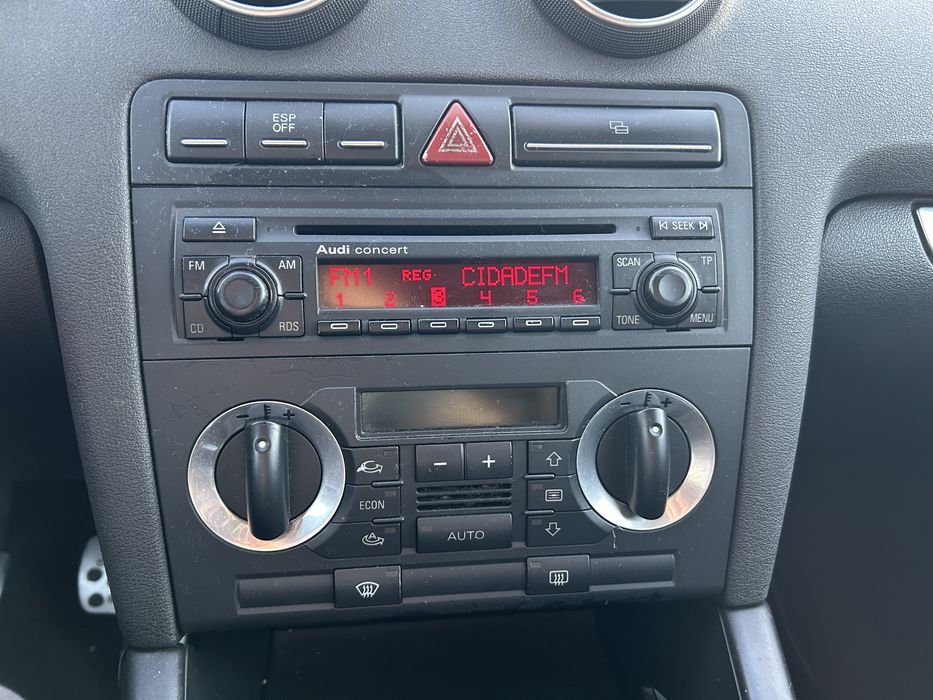 ESP
OFF
SEEK
Audi concert
FM AM
CD RDS
FM1 REG CIDADEFM
1 2 3 4 5 6
SCAN TP
TONE MENU
- E +
- E +
- +
ECON
AUTO